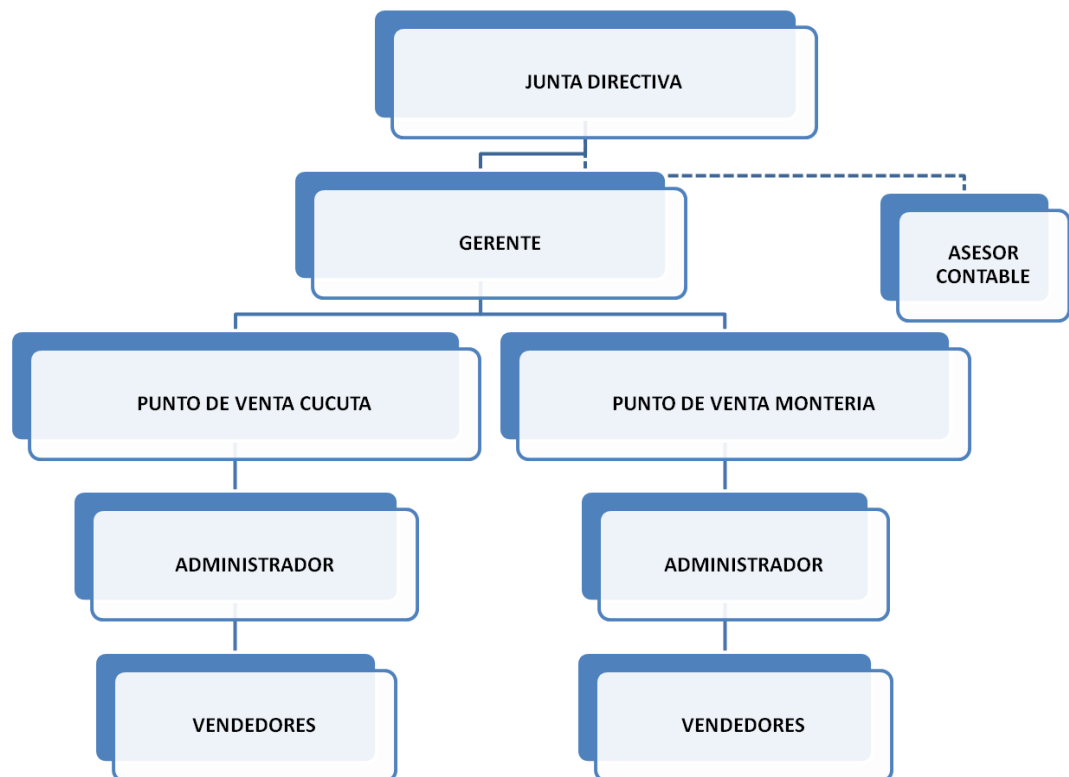 JUNTA DIRECTIVA
GERENTE
ASESOR
CONTABLE
PUNTO DE VENTA CUCUTA
PUNTO DE VENTA MONTERIA
ADMINISTRADOR
ADMINISTRADOR
VENDEDORES
VENDEDORES